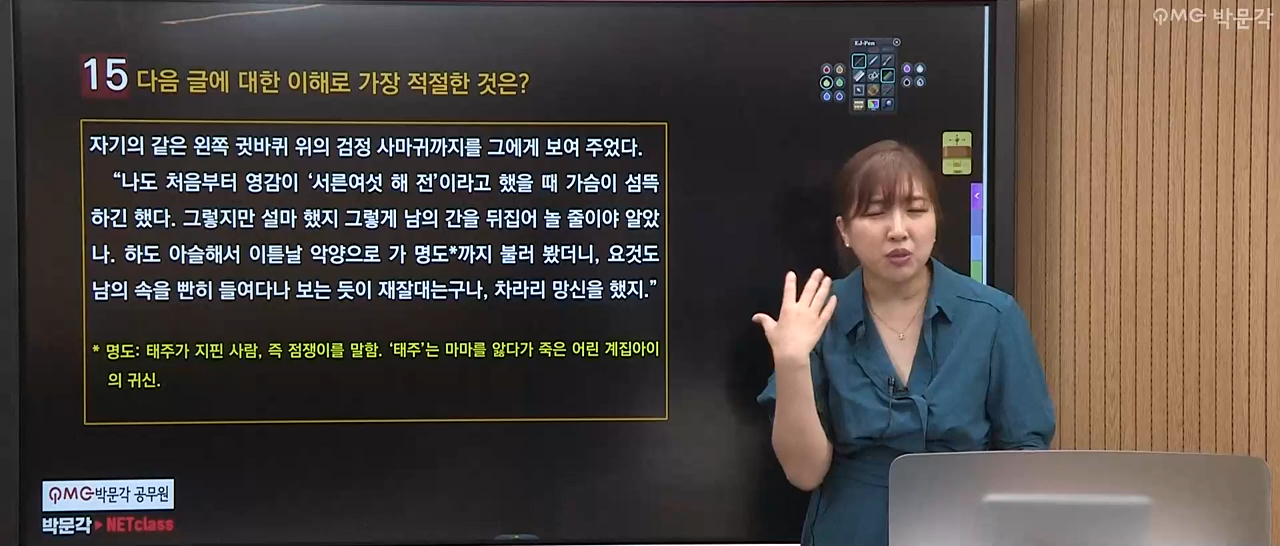 QMG 박문각
EJ-Pen
15 다음 글에 대한 이해로 가장 적절한 것은?
자기의 같은 왼쪽 귓바퀴 위의 검정 사마귀까지를 그에게 보여 주었다.
“나도 처음부터 영감이 ‘서른여섯 해 전’이라고 했을 때 가슴이 섬뜩
하긴 했다. 그렇지만 설마 했지 그렇게 남의 간을 뒤집어 놀 줄이야 알았
나. 하도 아슬해서 이튿날 악양으로 가 명도*까지 불러 봤더니, 요것도
남의 속을 빤히 들여다나 보는 듯이 재잘대는구나, 차라리 망신을 했지.”
* 명도: 태주가 지핀 사람, 즉 점쟁이를 말함. ‘태주’는 마마를 앓다가 죽은 어린 계집아이
의 귀신.
QMG박문각 공무원
박문각 NETclass